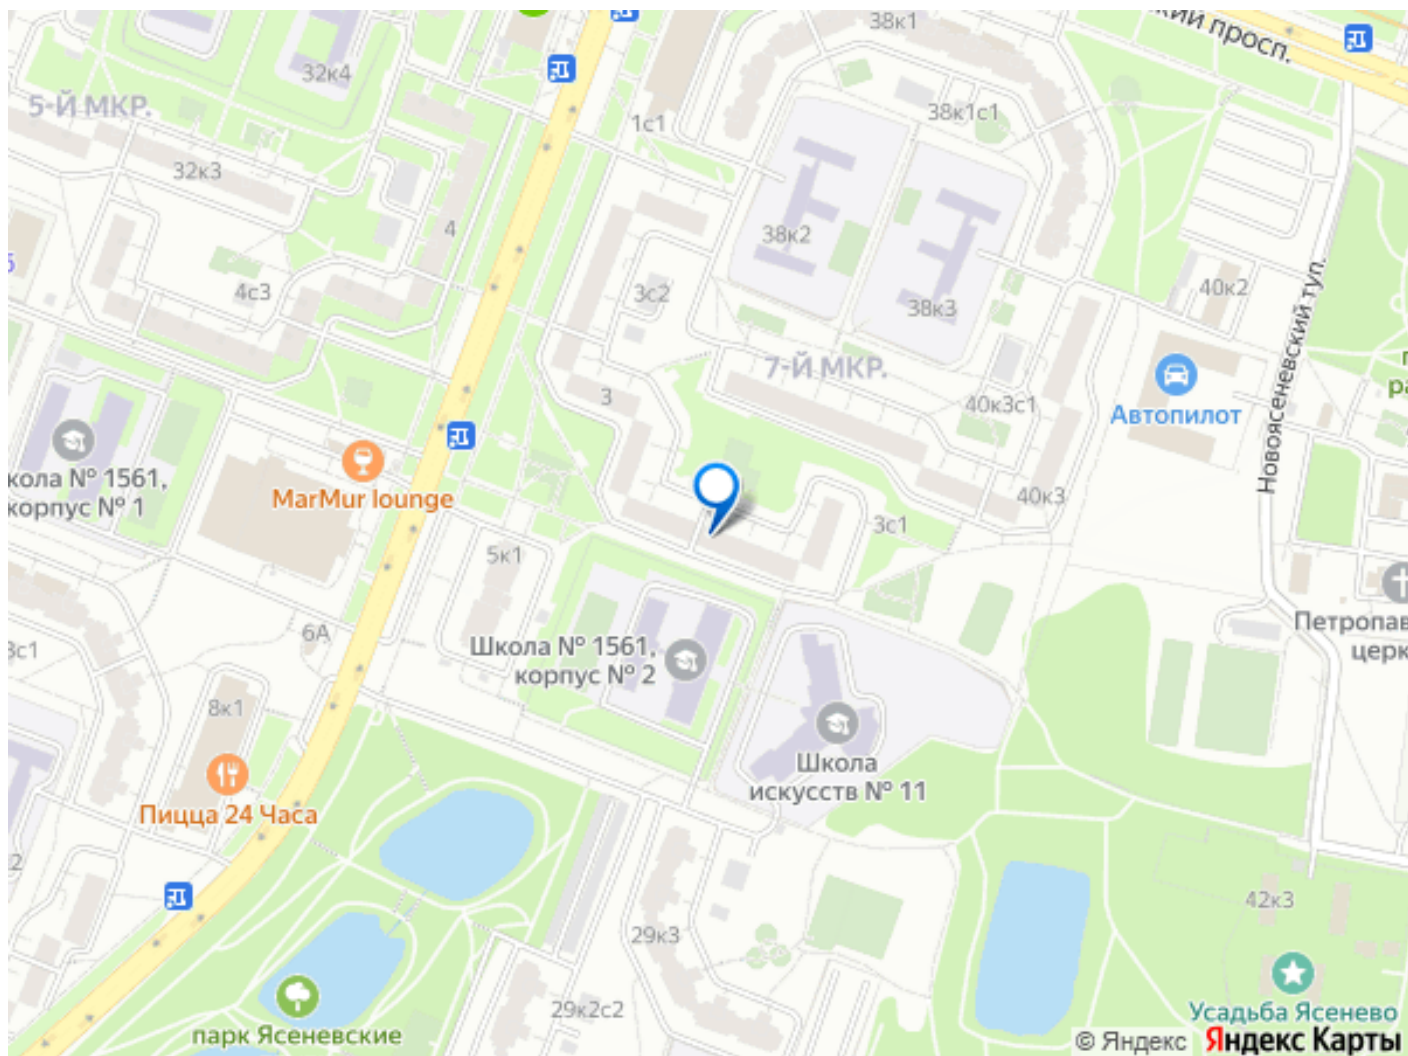 38к1
кий просп.
32к4
5-Й МКР.
38к1с1
1с1
32к3
4
38к2
6
4с3
3с2
40к2
38к3
Новоясеневский туп.
7-Й МКР.
3
40к3с1
Автопилот
кола № 1561,
корпус № 1
MarMur lounge
40к3
3с1
5к1
6А
Петропав
церк
Школа № 1561,
корпус № 2
3с1
8к1
Школа
искусств № 11
Пицца 24 Часа
2
42к3
29к3
29к2с2
Усадьба Ясенево
парк Ясеневские
© Яндекс Яндекс Карты